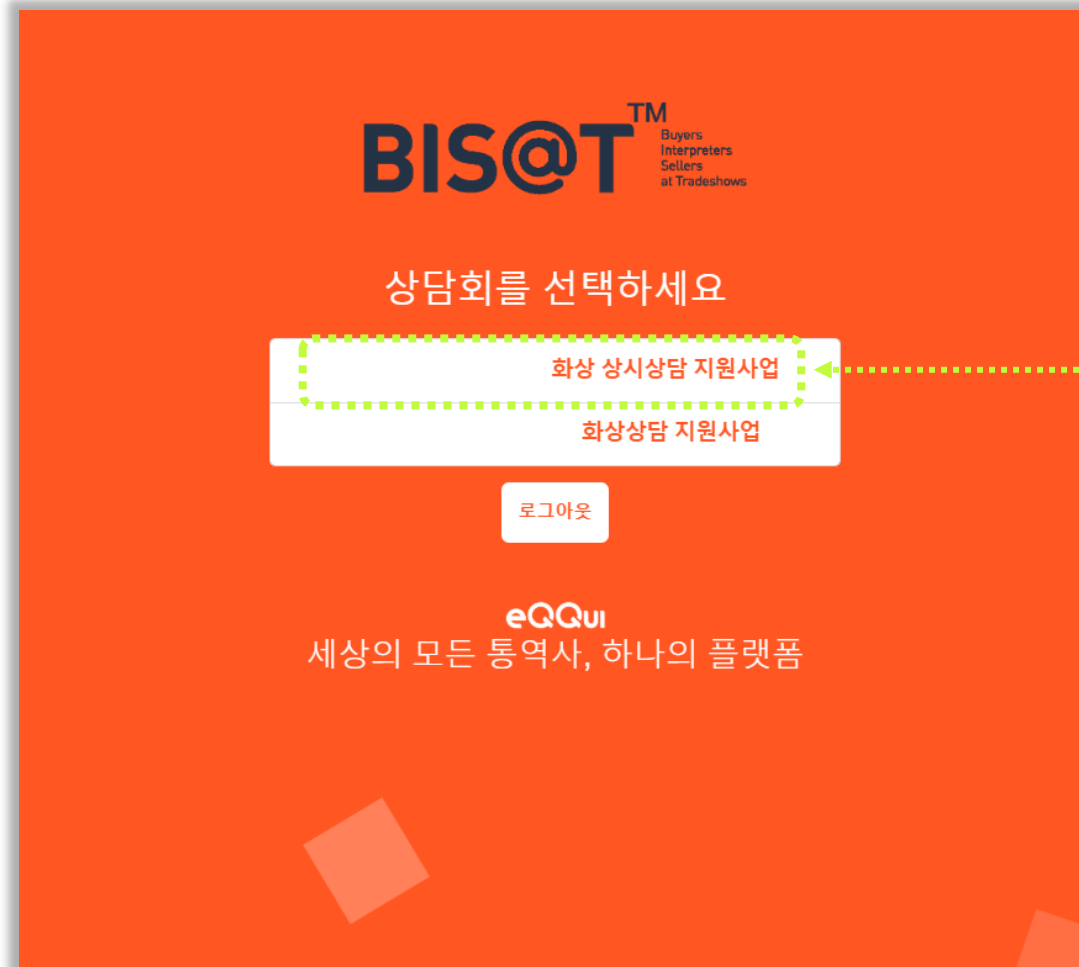 BIS@T™
Buyers
Interpreters
Sellers
at Tradeshows
상담회를 선택하세요
화상 상시상담 지원사업
화상상담 지원사업
로그아웃
eQQui
세상의 모든 통역사, 하나의 플랫폼